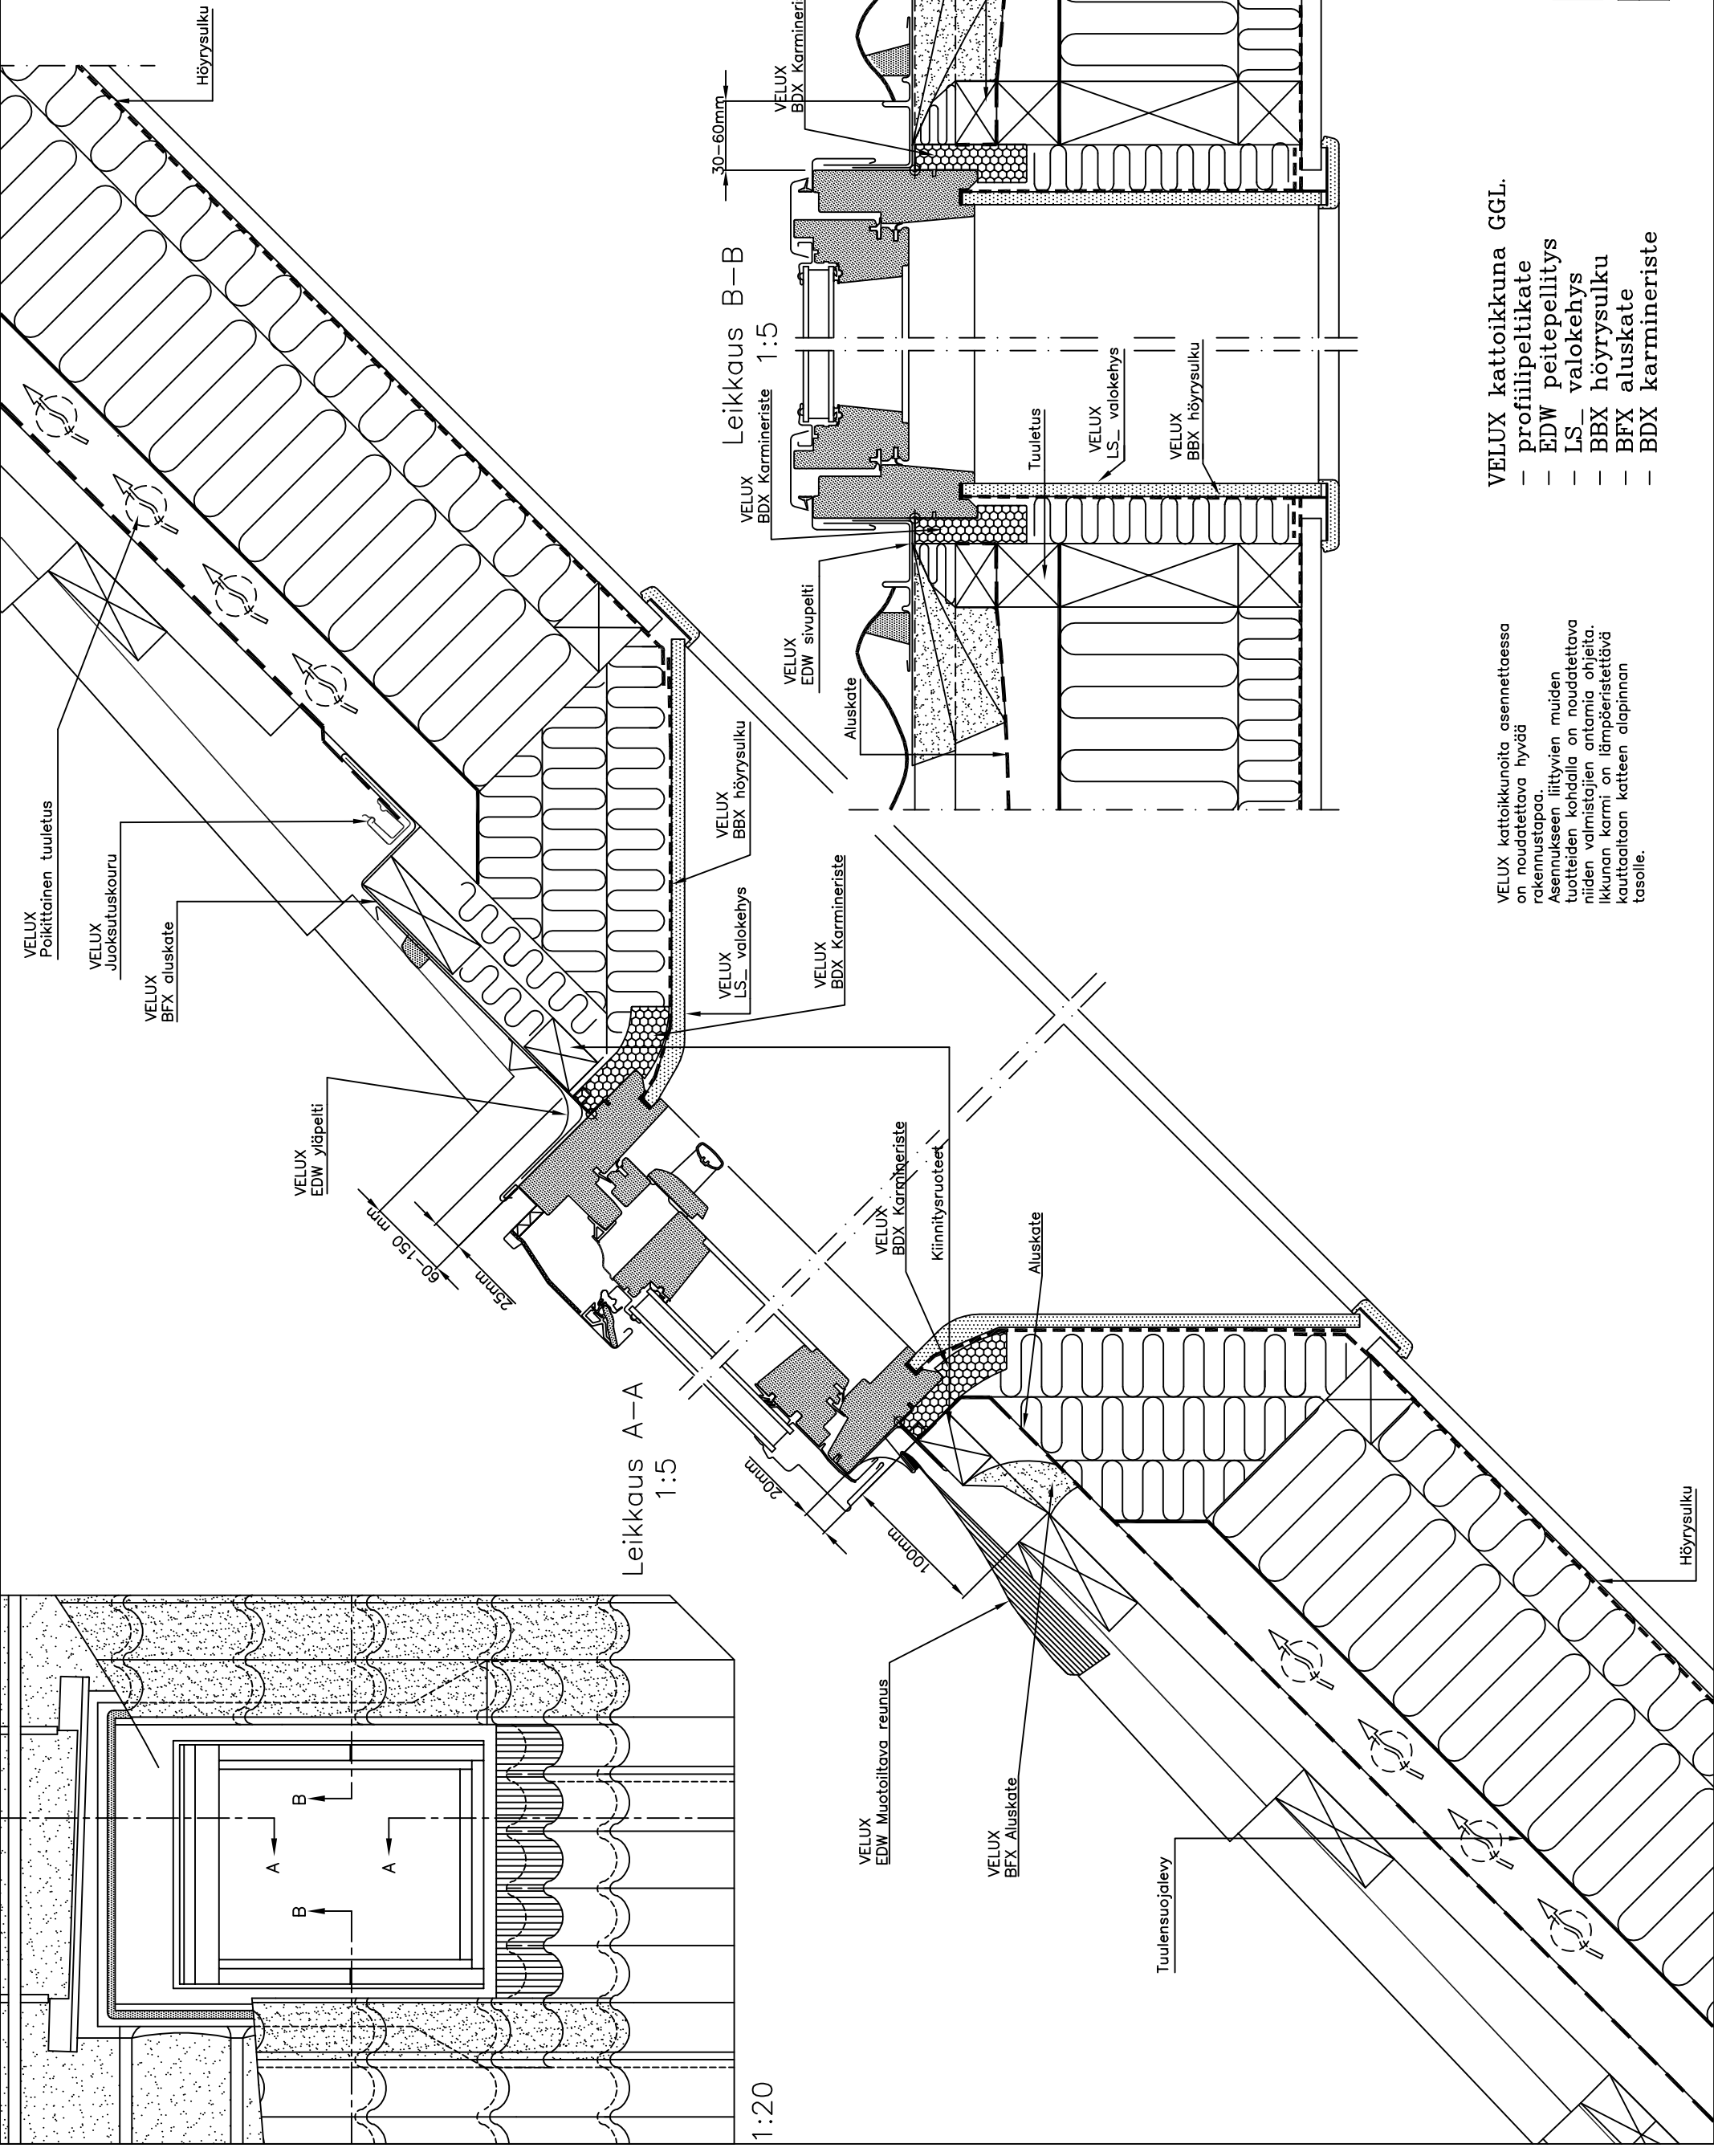 VELUX
Poikittainen tuuletus
VELUX
Juoksutuskouru
VELUX
BFX aluskate
Höyrysulku
VELUX
EDW yläpelti
60-150 mm
25mm
VELUX
BBX höyrysulku
VELUX
LS_ valokehys
VELUX
BDX Karmineriste
Leikkaus A-A
1:5
20mm
100mm
VELUX
BDX Karmineriste
Kiinnitysruoteet
Aluskate
VELUX
EDW Muotoiltava reunus
VELUX
BFX Aluskate
Tuulensuojalevy
Höyrysulku
A
A
B
B
1:20
Leikkaus B-B
1:5
30-60mm
VELUX
BDX Karmineri
VELUX
BDX Karmineriste
VELUX
EDW sivupelti
Aluskate
Tuuletus
VELUX
LS_ valokehys
VELUX
BBX höyrysulku
VELUX kattoikkunoita asennettaessa
on noudatettava hyvää
rakennustapaa.
Asennukseen liittyvien muiden
tuotteiden kohdalla on noudatettava
niiden valmistajien antamia ohjeita.
Ikkunan karmi on lämpöeristettävä
kauttaaltaan katteen alapinnan
tasolle.
VELUX kattoikkuna GGL.
- profiilipeltikate
- EDW peitepellitys
- LS_ valokehys
- BBX höyrysulku
- BFX aluskate
- BDX karmineriste